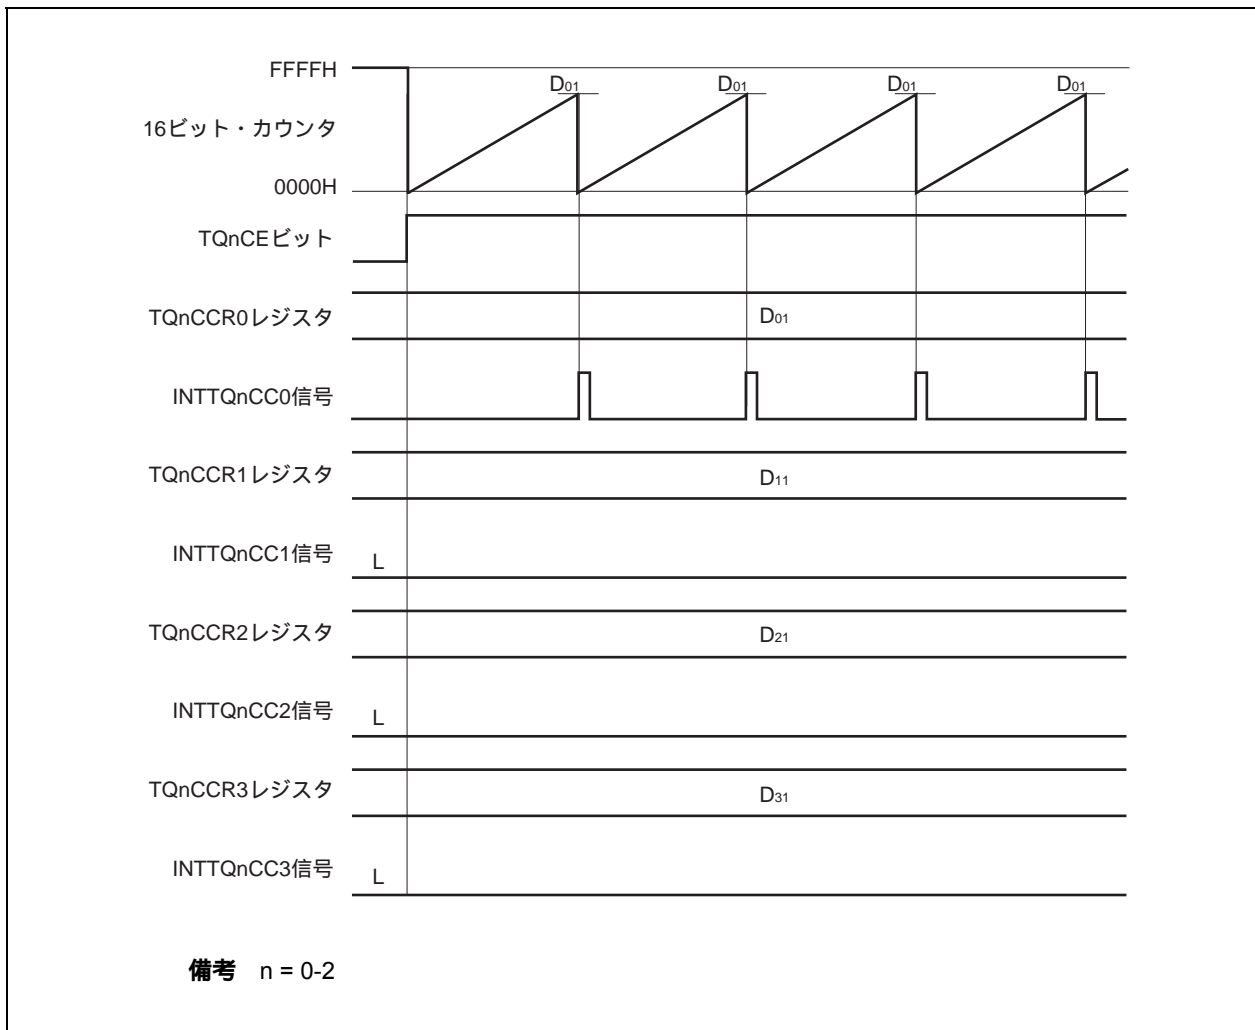 FFFFH
D01 D01 D01 D01
16ビット・カウンタ
0000H
TQnCEビット
TQnCCR0レジスタ D01
INTTQnCC0信号
TQnCCR1レジスタ D11
INTTQnCC1信号 L
TQnCCR2レジスタ D21
INTTQnCC2信号 L
TQnCCR3レジスタ D31
INTTQnCC3信号 L
備考 n = 0-2